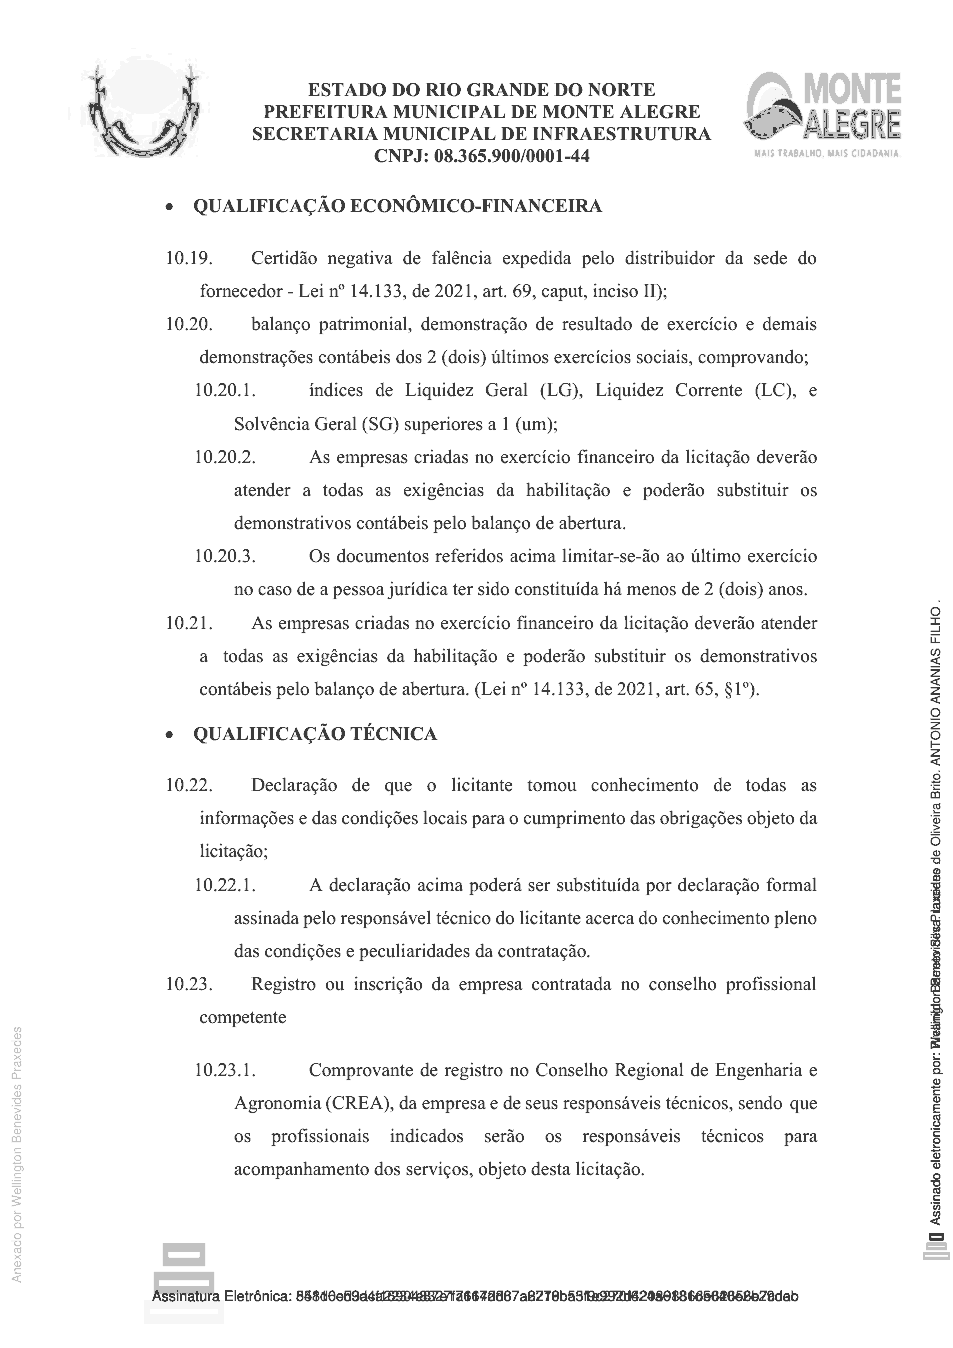 ESTADO DO RIO GRANDE DO NORTE
PREFEITURA MUNICIPAL DE MONTE ALEGRE
SECRETARIA MUNICIPAL DE INFRAESTRUTURA
CNPJ: 08.365.900/0001-44
MONTE
ALEGRE
MAIS TRABALHO, MAIS CIDADANIA
• QUALIFICAÇÃO ECONÔMICO-FINANCEIRA
10.19. Certidão negativa de falência expedida pelo distribuidor da sede do
fornecedor - Lei nº 14.133, de 2021, art. 69, caput, inciso II);
10.20. balanço patrimonial, demonstração de resultado de exercício e demais
demonstrações contábeis dos 2 (dois) últimos exercícios sociais, comprovando;
10.20.1. índices de Liquidez Geral (LG), Liquidez Corrente (LC), e
Solvência Geral (SG) superiores a 1 (um);
10.20.2. As empresas criadas no exercício financeiro da licitação deverão
atender a todas as exigências da habilitação e poderão substituir os
demonstrativos contábeis pelo balanço de abertura.
10.20.3. Os documentos referidos acima limitar-se-ão ao último exercício
no caso de a pessoa jurídica ter sido constituída há menos de 2 (dois) anos.
10.21. As empresas criadas no exercício financeiro da licitação deverão atender
a todas as exigências da habilitação e poderão substituir os demonstrativos
contábeis pelo balanço de abertura. (Lei nº 14.133, de 2021, art. 65, §1º).
• QUALIFICAÇÃO TÉCNICA
10.22. Declaração de que o licitante tomou conhecimento de todas as
informações e das condições locais para o cumprimento das obrigações objeto da
licitação;
10.22.1. A declaração acima poderá ser substituída por declaração formal
assinada pelo responsável técnico do licitante acerca do conhecimento pleno
das condições e peculiaridades da contratação.
10.23. Registro ou inscrição da empresa contratada no conselho profissional
competente
10.23.1. Comprovante de registro no Conselho Regional de Engenharia e
Agronomia (CREA), da empresa e de seus responsáveis técnicos, sendo que
os profissionais indicados serão os responsáveis técnicos para
acompanhamento dos serviços, objeto desta licitação.
Anexado por Wellington Benevides Praxedes
Assinado eletronicamente por: de Oliveira Brito. ANTONIO ANANIAS FILHO .
Assinatura Eletrônica: